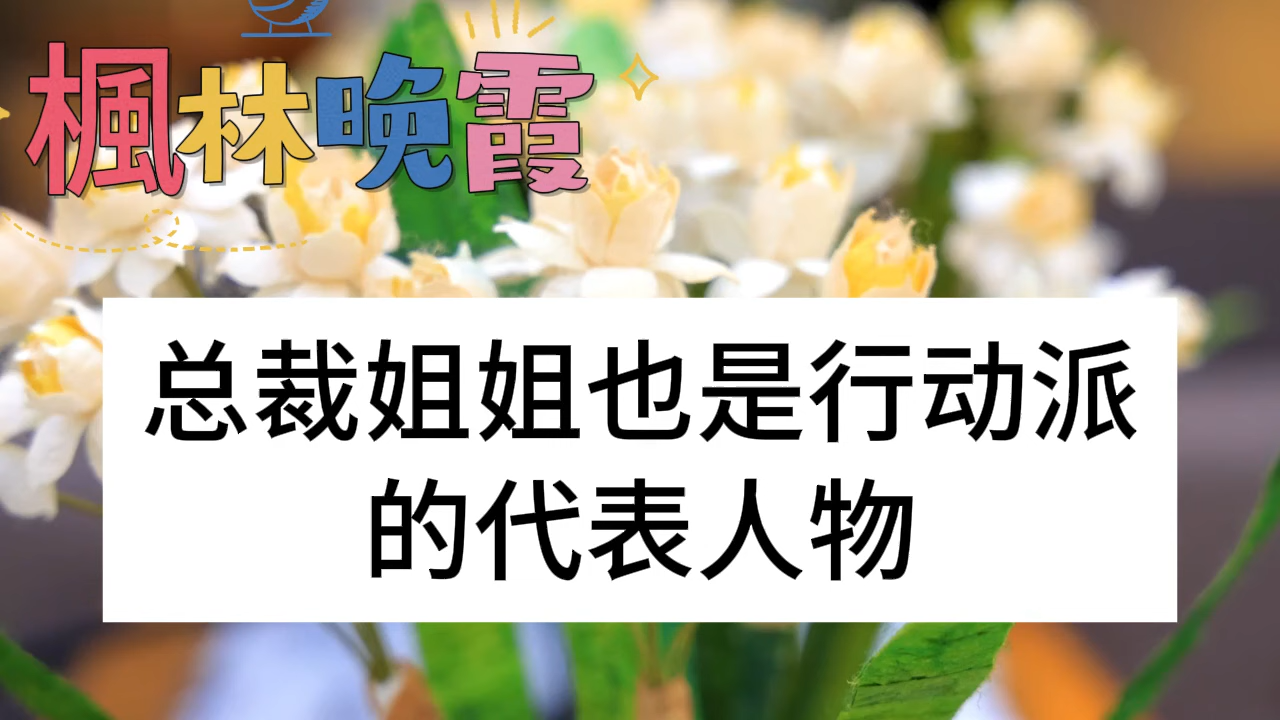 楓林晚霞
总裁姐姐也是行动派
的代表人物